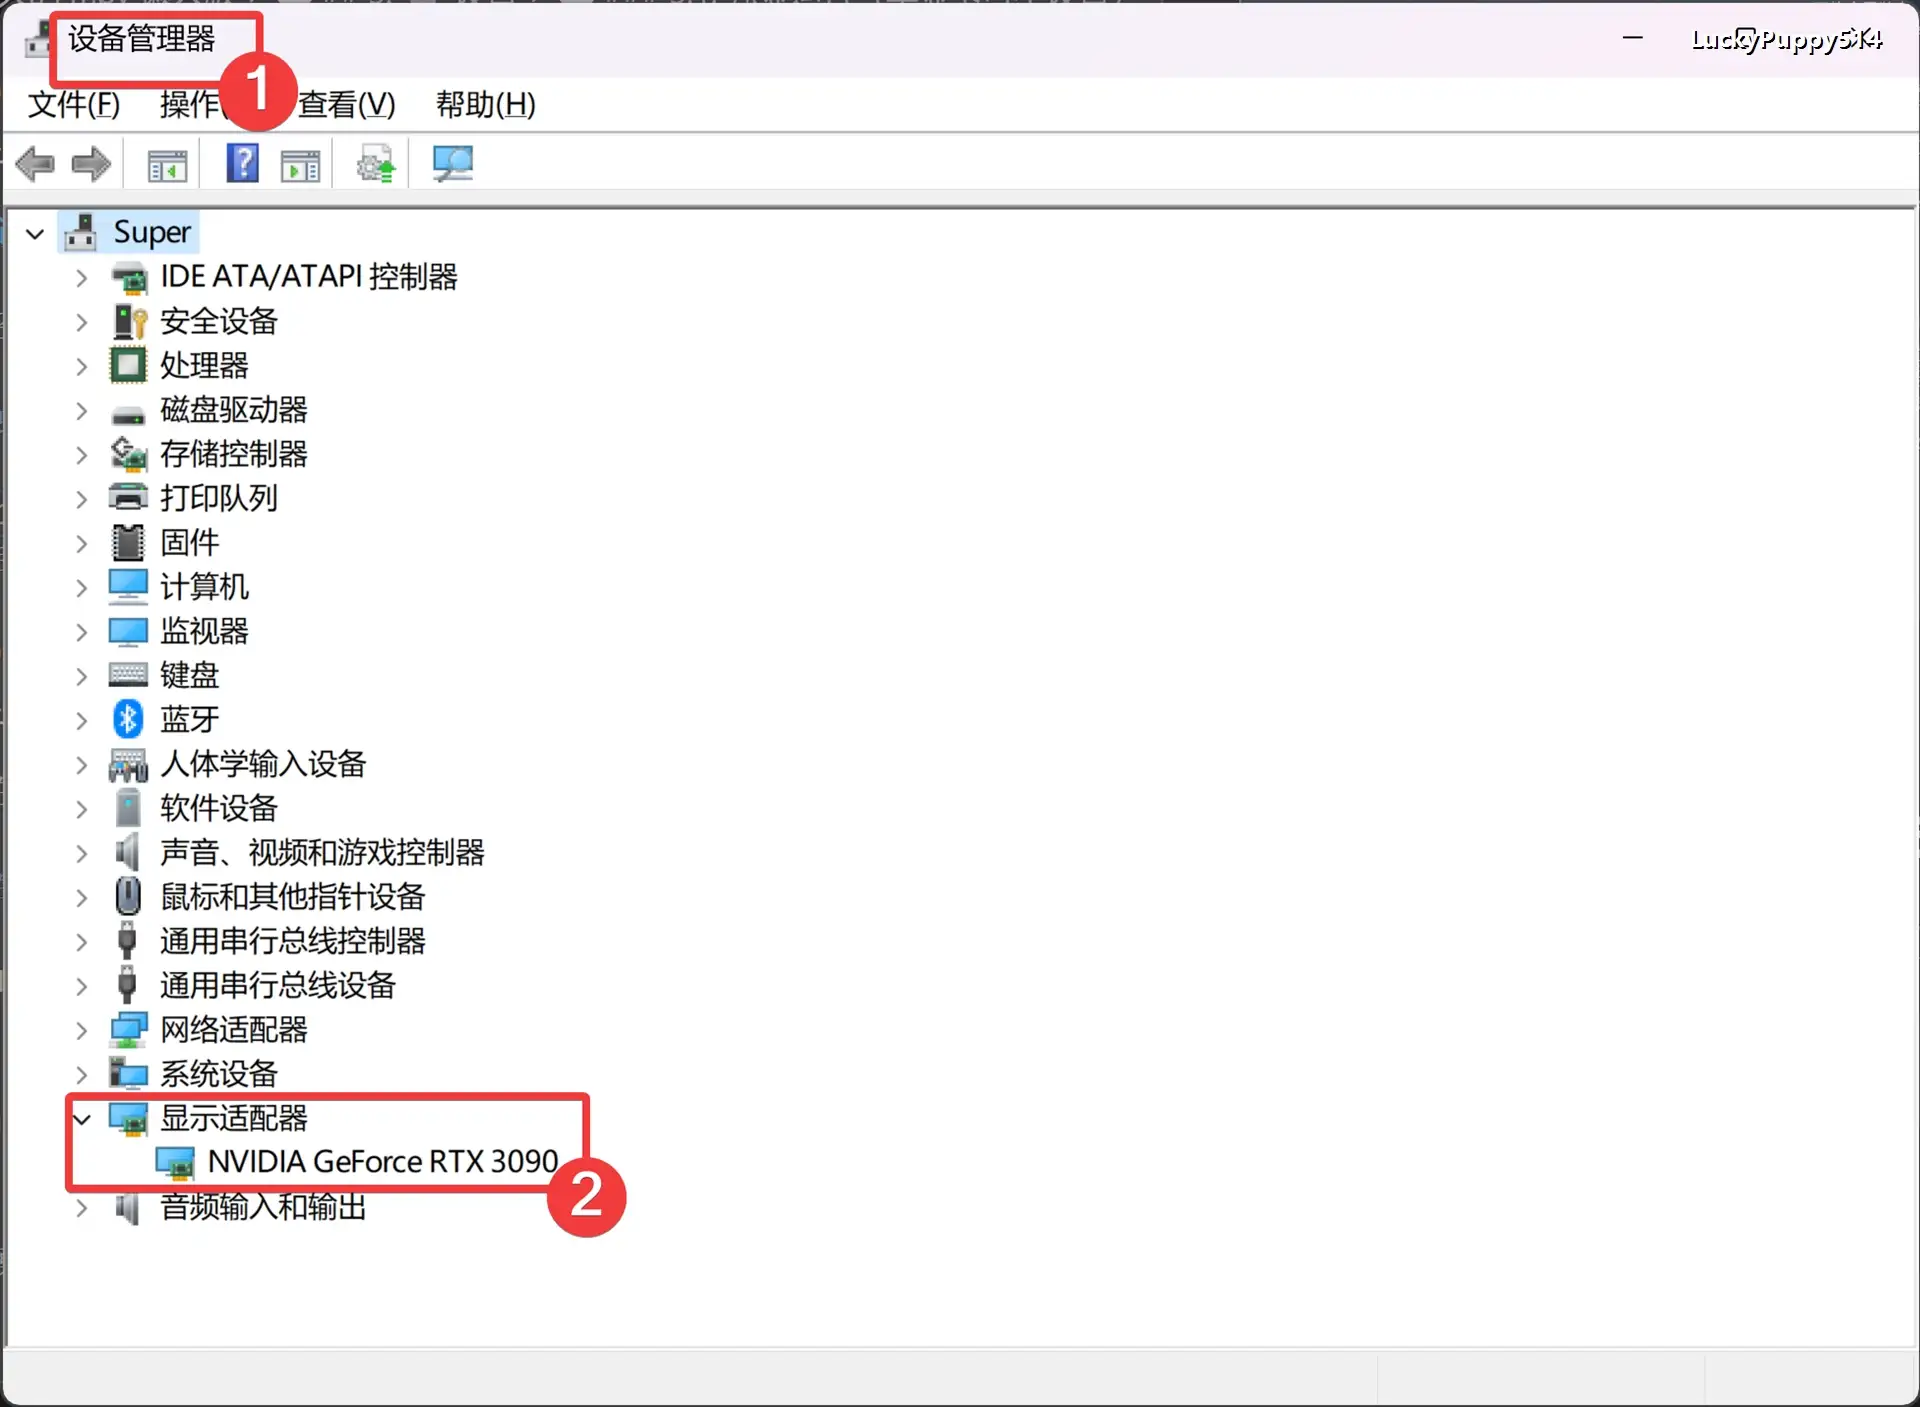 设备管理器
LuckyPuppy514
1
文件(F) 操作( 查看(V) 帮助(H)
Super
IDE ATA/ATAPI 控制器
安全设备
处理器
磁盘驱动器
存储控制器
打印队列
固件
计算机
监视器
键盘
蓝牙
人体学输入设备
软件设备
声音、视频和游戏控制器
鼠标和其他指针设备
通用串行总线控制器
通用串行总线设备
网络适配器
系统设备
显示适配器
NVIDIA GeForce RTX 3090
2
音频输入和输出